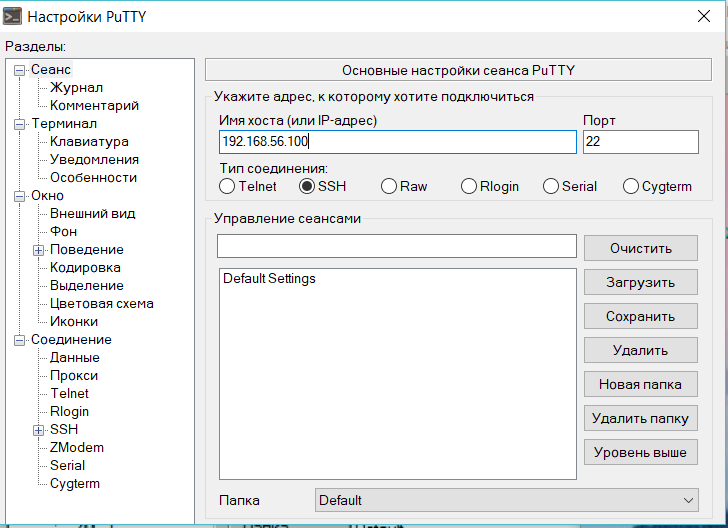 Настройки PuTTY
Разделы:
Сеанс
Журнал
Комментарий
Терминал
Клавиатура
Уведомления
Особенности
Окно
Внешний вид
Фон
Поведение
Кодировка
Выделение
Цветовая схема
Иконки
Соединение
Данные
Прокси
Telnet
Rlogin
SSH
ZModem
Serial
Cygterm
Основные настройки сеанса PuTTY
Укажите адрес, к которому хотите подключиться
Имя хоста (или IP-адрес) Порт
192.168.56.100 22
Тип соединения:
Telnet SSH Raw Rlogin Serial Cygterm
Управление сеансами
Default Settings
Очистить
Загрузить
Сохранить
Удалить
Новая папка
Удалить папку
Уровень выше
Папка Default